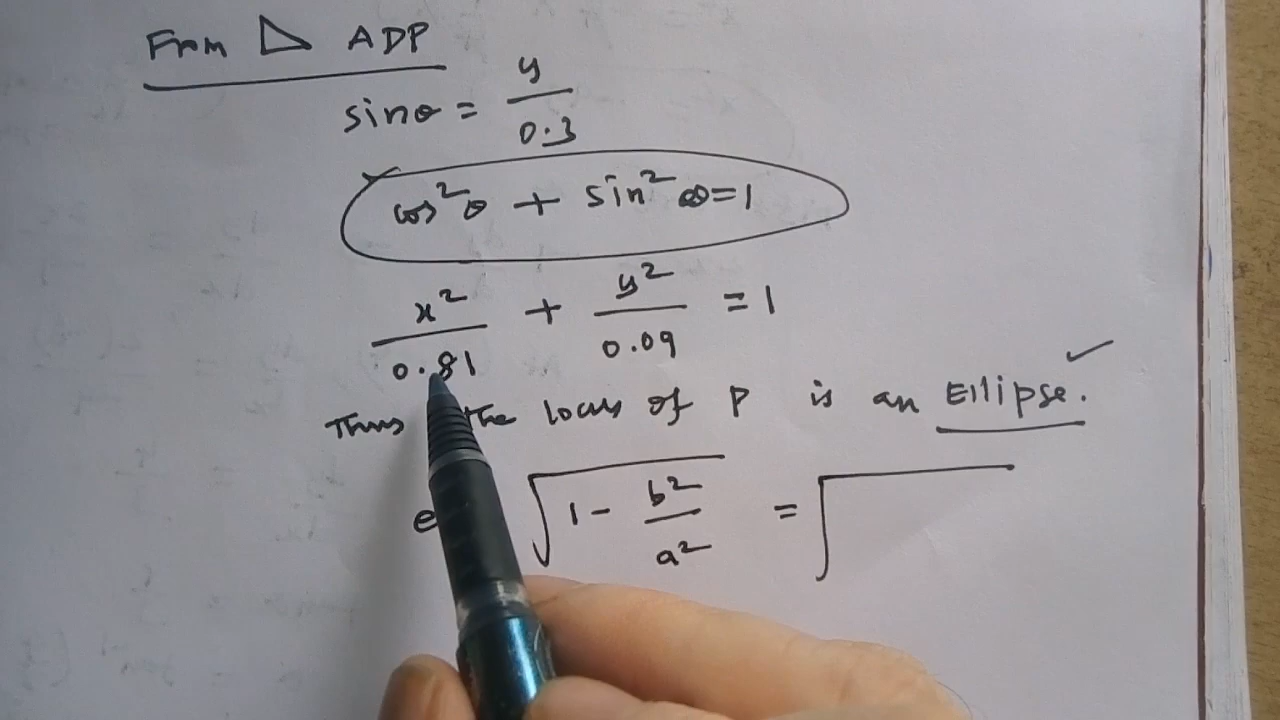 From △ ADP
sinθ = y/0.3
cos²θ + sin²θ=1
x²/0.81 + y²/0.09 = 1
Thus the locus of P is an Ellipse. ✓
e √(1 - b²/a²) = √